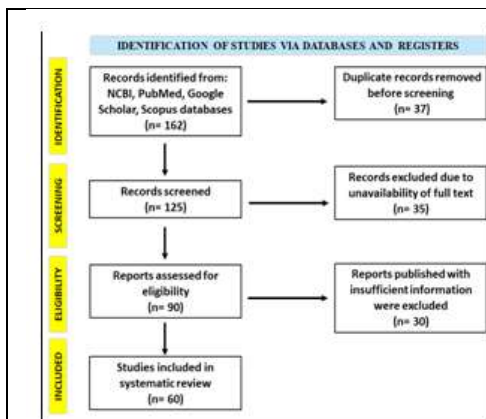 IDENTIFICATION OF STUDIES VIA DATABASES AND REGISTERS
IDENTIFICATION
Records identified from:
NCBI, PubMed, Google
Scholar, Scopus databases
(n= 162)
Duplicate records removed
before screening
(n= 37)
SCREENING
Records screened
(n= 125)
Records excluded due to
unavailability of full text
(n= 35)
ELIGIBILITY
Reports assessed for
eligibility
(n= 90)
Reports published with
insufficient information
were excluded
(n= 30)
INCLUDED
Studies included in
systematic review
(n= 60)